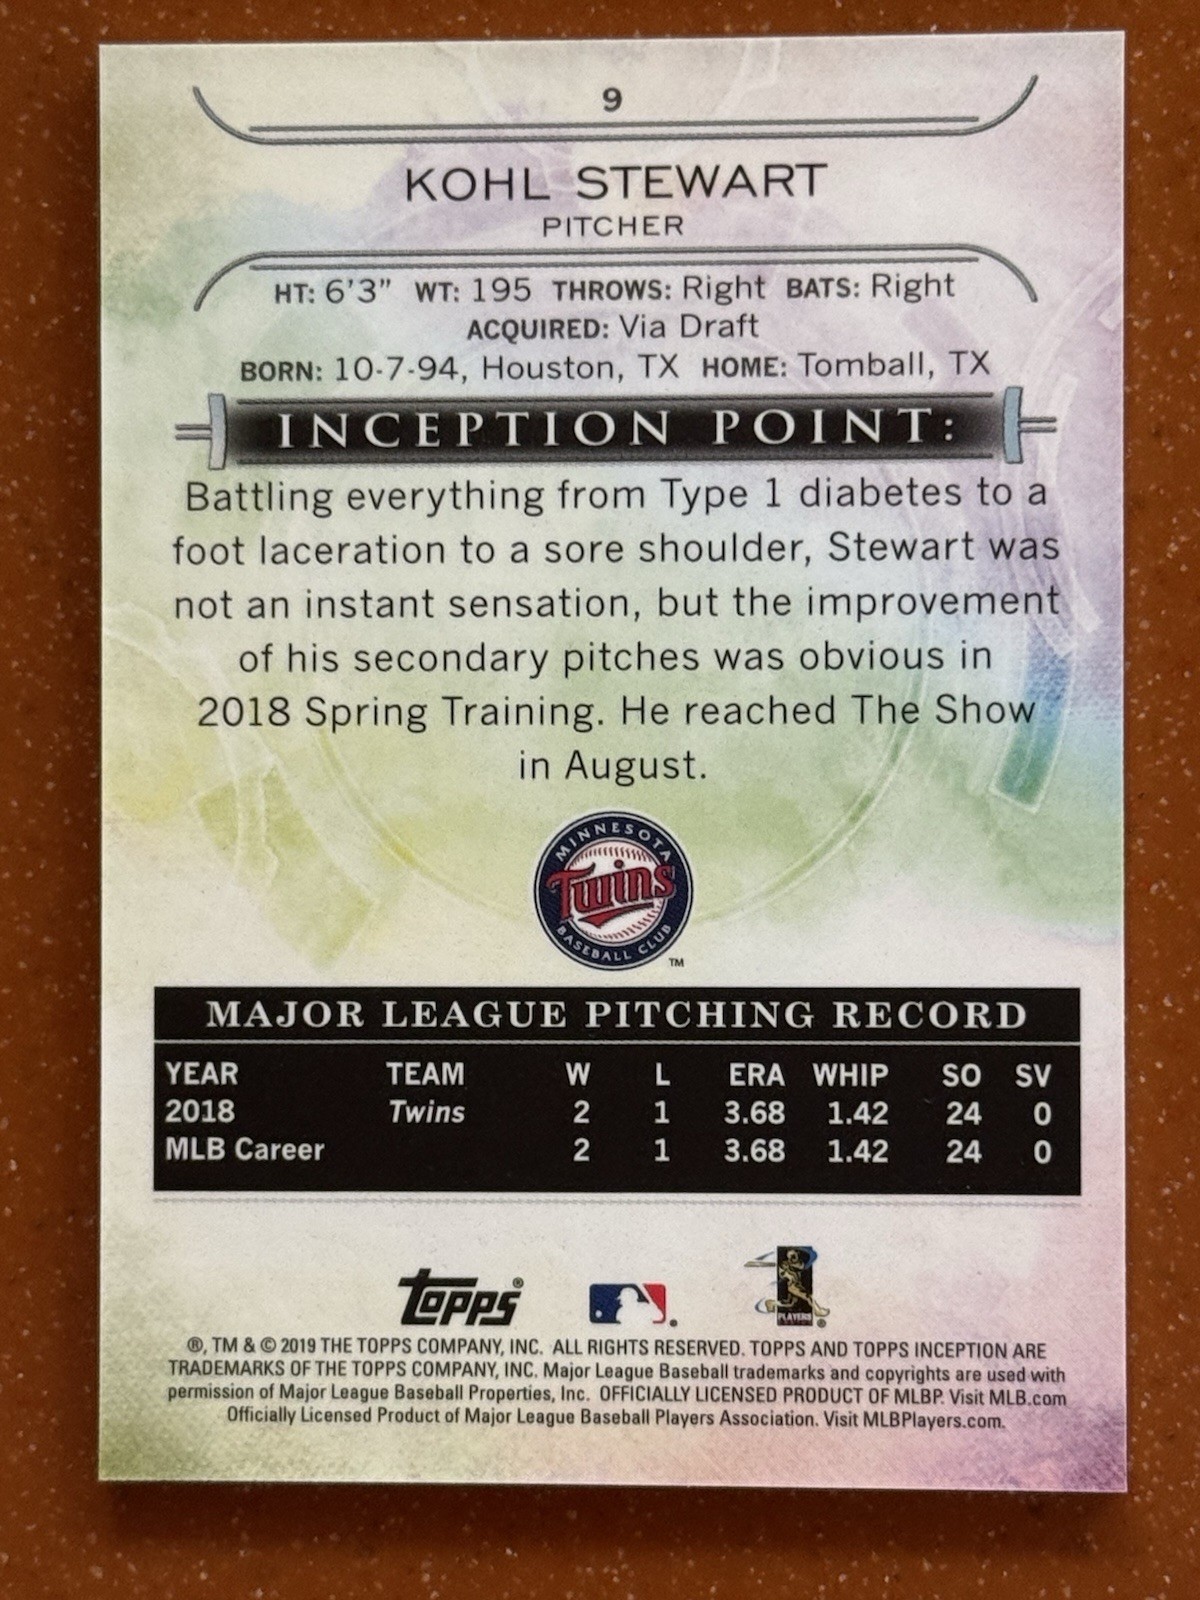 9
KOHL STEWART
PITCHER
HT: 6'3" WT: 195 THROWS: Right BATS: Right
ACQUIRED: Via Draft
BORN: 10-7-94, Houston, TX HOME: Tomball, TX
INCEPTION POINT:
Battling everything from Type 1 diabetes to a
foot laceration to a sore shoulder, Stewart was
not an instant sensation, but the improvement
of his secondary pitches was obvious in
2018 Spring Training. He reached The Show
in August.
MINNESOTA
Twins
BASEBALL CLUB
™
MAJOR LEAGUE PITCHING RECORD
YEAR TEAM W L ERA WHIP SO SV
2018 Twins 2 1 3.68 1.42 24 0
MLB Career 2 1 3.68 1.42 24 0
Topps® ® PLAYERS ®
®, TM & © 2019 THE TOPPS COMPANY, INC. ALL RIGHTS RESERVED. TOPPS AND TOPPS INCEPTION ARE
TRADEMARKS OF THE TOPPS COMPANY, INC. Major League Baseball trademarks and copyrights are used with
permission of Major League Baseball Properties, Inc. OFFICIALLY LICENSED PRODUCT OF MLBP. Visit MLB.com
Officially Licensed Product of Major League Baseball Players Association. Visit MLBPlayers.com.